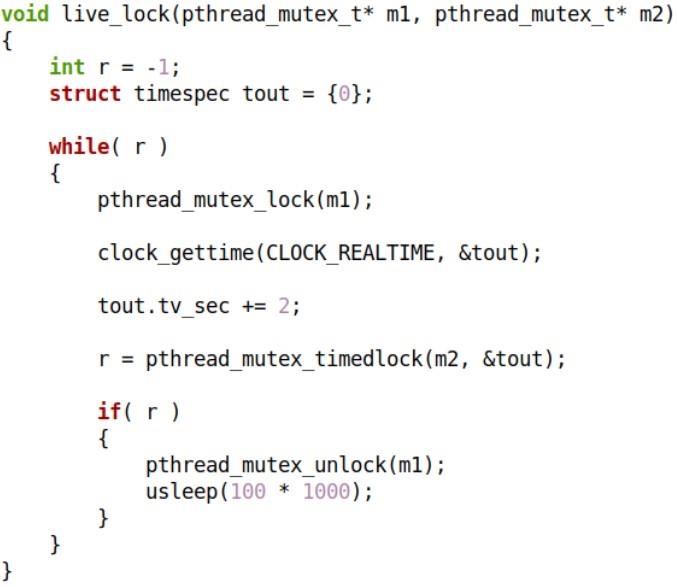 void live_lock(pthread_mutex_t* m1, pthread_mutex_t* m2)
{
    int r = -1;
    struct timespec tout = {0};

    while( r )
    {
        pthread_mutex_lock(m1);

        clock_gettime(CLOCK_REALTIME, &tout);

        tout.tv_sec += 2;

        r = pthread_mutex_timedlock(m2, &tout);

        if( r )
        {
            pthread_mutex_unlock(m1);
            usleep(100 * 1000);
        }
    }
}